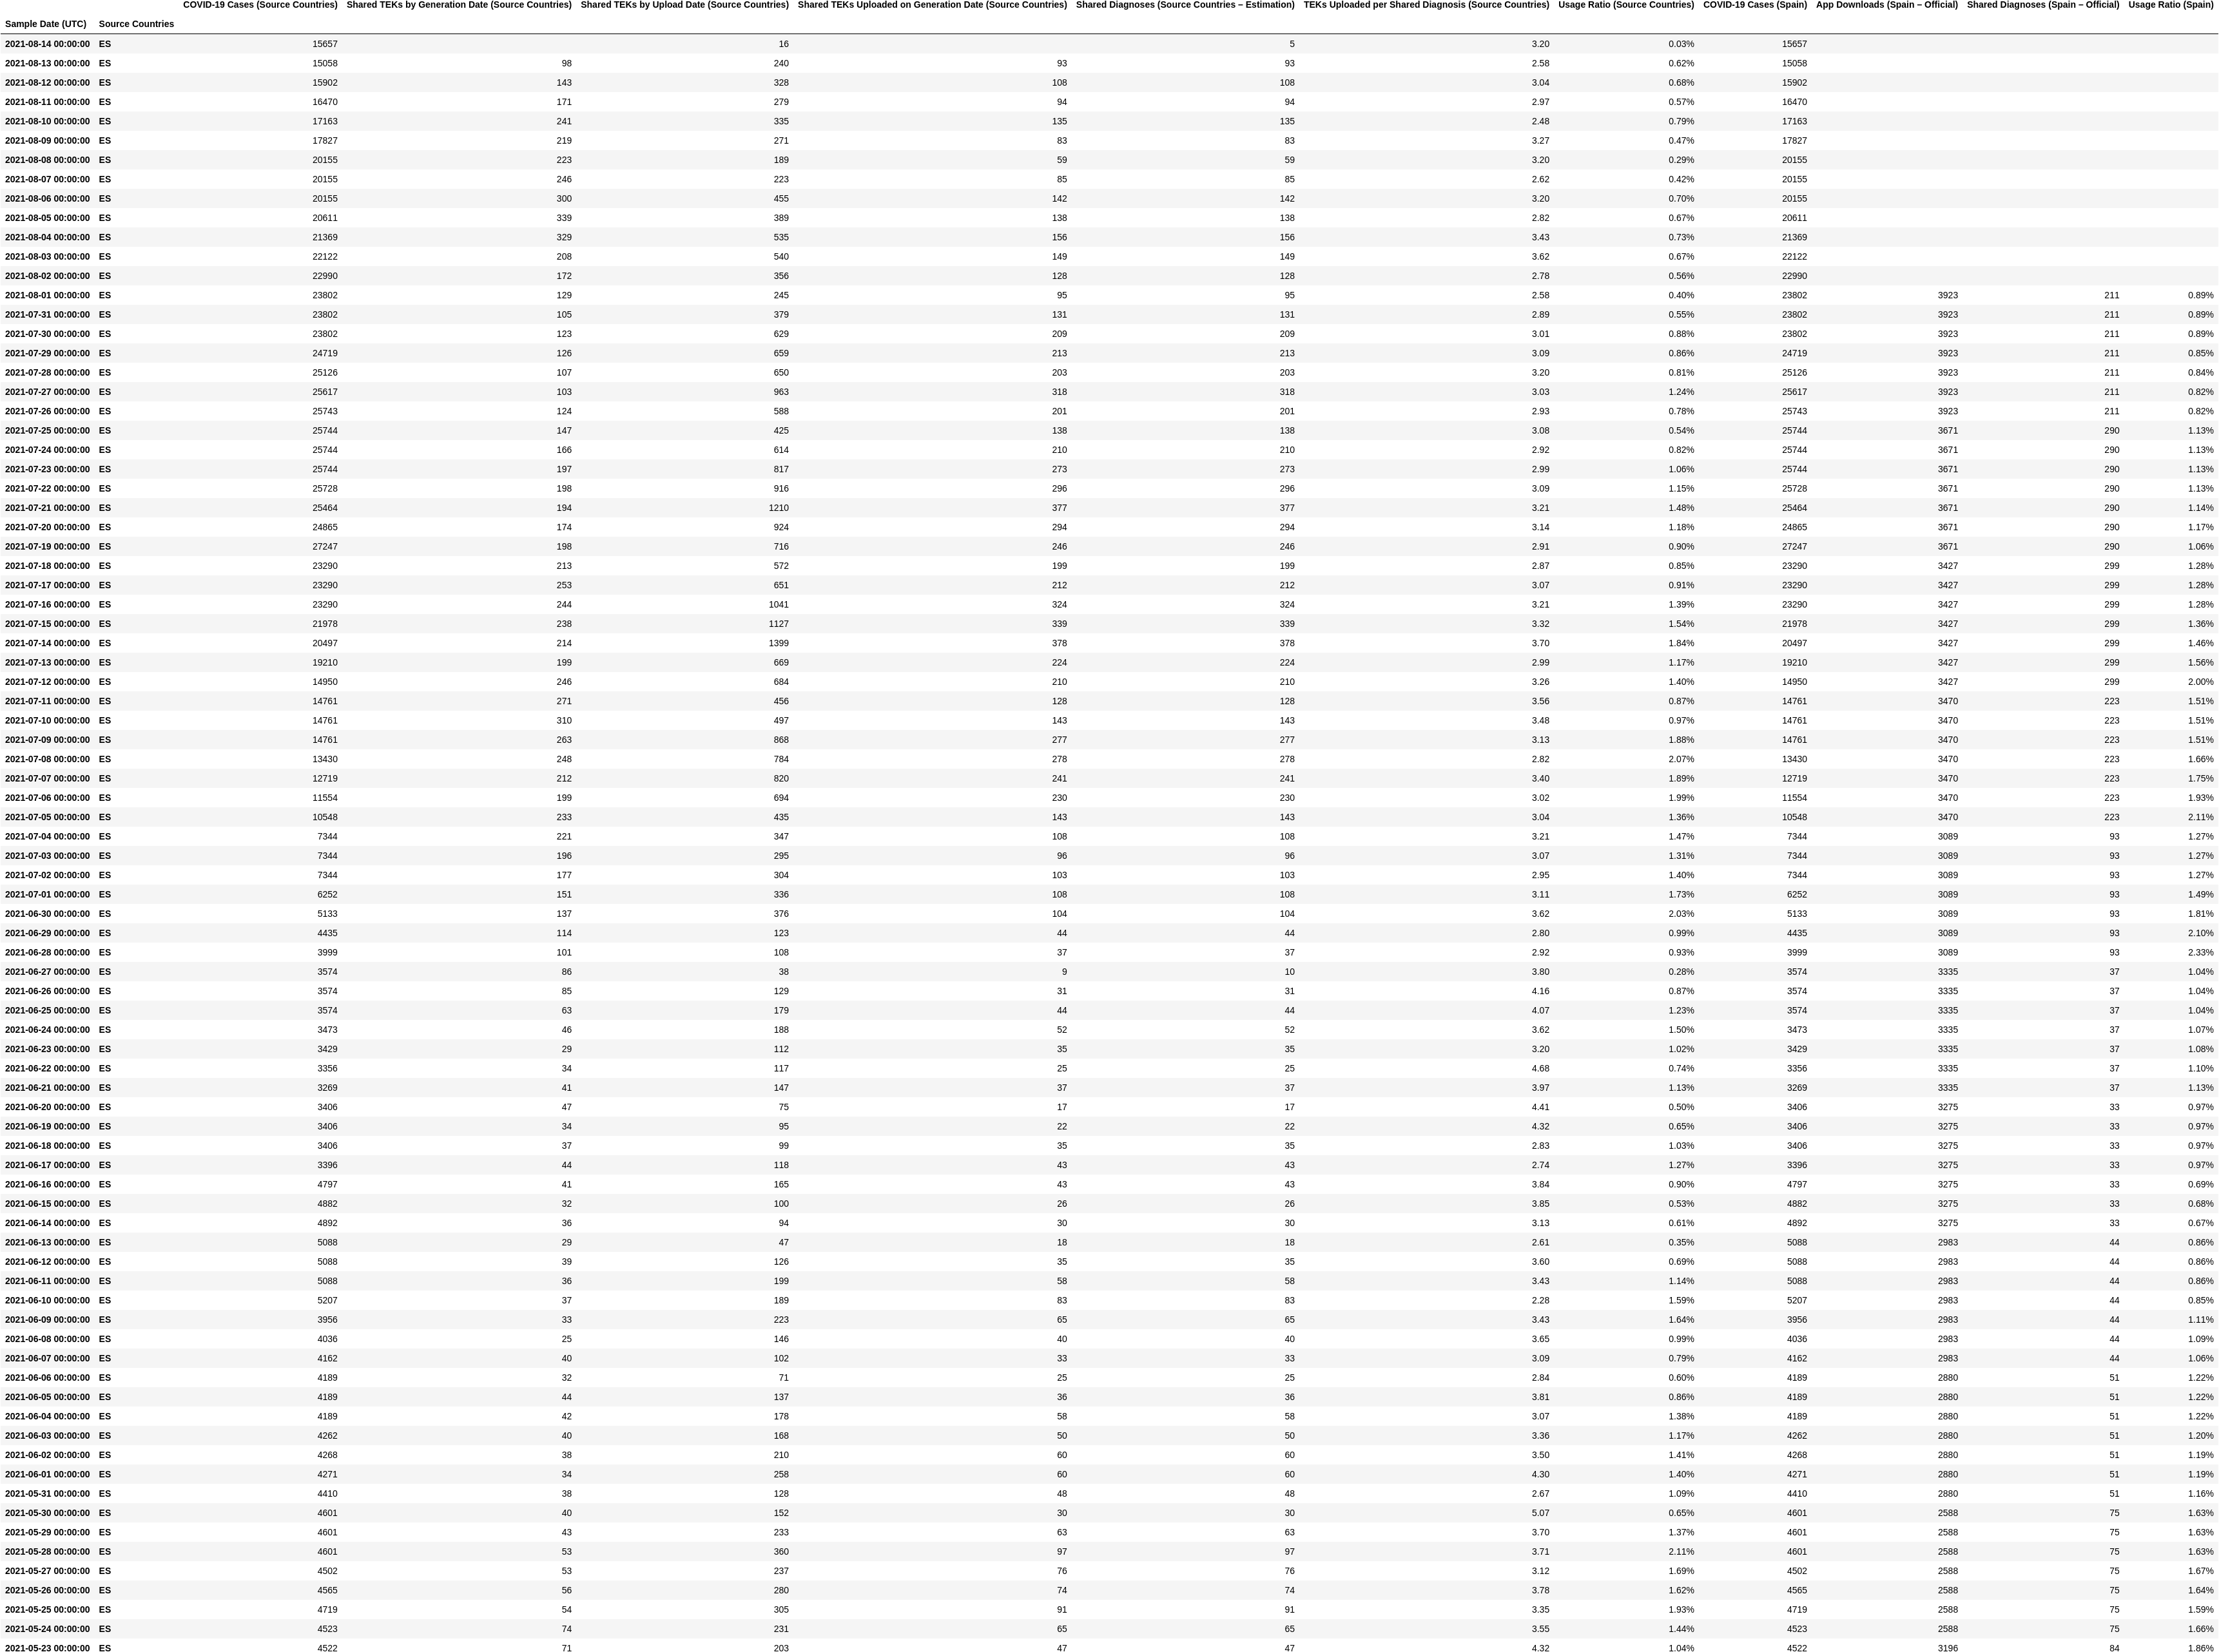 COVID-19 Cases (Source Countries) Shared TEKs by Generation Date (Source Countries) Shared TEKs by Upload Date (Source Countries) Shared TEKs Uploaded on Generation Date (Source Countries) Shared Diagnoses (Source Countries – Estimation) TEKs Uploaded per Shared Diagnosis (Source Countries) Usage Ratio (Source Countries) COVID-19 Cases (Spain) App Downloads (Spain – Official) Shared Diagnoses (Spain – Official) Usage Ratio (Spain)
Sample Date (UTC) Source Countries
2021-08-14 00:00:00 ES 15657 16 5 3.20 0.03% 15657
2021-08-13 00:00:00 ES 15058 98 240 93 93 2.58 0.62% 15058
2021-08-12 00:00:00 ES 15902 143 328 108 108 3.04 0.68% 15902
2021-08-11 00:00:00 ES 16470 171 279 94 94 2.97 0.57% 16470
2021-08-10 00:00:00 ES 17163 241 335 135 135 2.48 0.79% 17163
2021-08-09 00:00:00 ES 17827 219 271 83 83 3.27 0.47% 17827
2021-08-08 00:00:00 ES 20155 223 189 59 59 3.20 0.29% 20155
2021-08-07 00:00:00 ES 20155 246 223 85 85 2.62 0.42% 20155
2021-08-06 00:00:00 ES 20155 300 455 142 142 3.20 0.70% 20155
2021-08-05 00:00:00 ES 20611 339 389 138 138 2.82 0.67% 20611
2021-08-04 00:00:00 ES 21369 329 535 156 156 3.43 0.73% 21369
2021-08-03 00:00:00 ES 22122 208 540 149 149 3.62 0.67% 22122
2021-08-02 00:00:00 ES 22990 172 356 128 128 2.78 0.56% 22990
2021-08-01 00:00:00 ES 23802 129 245 95 95 2.58 0.40% 23802 3923 211 0.89%
2021-07-31 00:00:00 ES 23802 105 379 131 131 2.89 0.55% 23802 3923 211 0.89%
2021-07-30 00:00:00 ES 23802 123 629 209 209 3.01 0.88% 23802 3923 211 0.89%
2021-07-29 00:00:00 ES 24719 126 659 213 213 3.09 0.86% 24719 3923 211 0.85%
2021-07-28 00:00:00 ES 25126 107 650 203 203 3.20 0.81% 25126 3923 211 0.84%
2021-07-27 00:00:00 ES 25617 103 963 318 318 3.03 1.24% 25617 3923 211 0.82%
2021-07-26 00:00:00 ES 25743 124 588 201 201 2.93 0.78% 25743 3923 211 0.82%
2021-07-25 00:00:00 ES 25744 147 425 138 138 3.08 0.54% 25744 3671 290 1.13%
2021-07-24 00:00:00 ES 25744 166 614 210 210 2.92 0.82% 25744 3671 290 1.13%
2021-07-23 00:00:00 ES 25744 197 817 273 273 2.99 1.06% 25744 3671 290 1.13%
2021-07-22 00:00:00 ES 25728 198 916 296 296 3.09 1.15% 25728 3671 290 1.13%
2021-07-21 00:00:00 ES 25464 194 1210 377 377 3.21 1.48% 25464 3671 290 1.14%
2021-07-20 00:00:00 ES 24865 174 924 294 294 3.14 1.18% 24865 3671 290 1.17%
2021-07-19 00:00:00 ES 27247 198 716 246 246 2.91 0.90% 27247 3671 290 1.06%
2021-07-18 00:00:00 ES 23290 213 572 199 199 2.87 0.85% 23290 3427 299 1.28%
2021-07-17 00:00:00 ES 23290 253 651 212 212 3.07 0.91% 23290 3427 299 1.28%
2021-07-16 00:00:00 ES 23290 244 1041 324 324 3.21 1.39% 23290 3427 299 1.28%
2021-07-15 00:00:00 ES 21978 238 1127 339 339 3.32 1.54% 21978 3427 299 1.36%
2021-07-14 00:00:00 ES 20497 214 1399 378 378 3.70 1.84% 20497 3427 299 1.46%
2021-07-13 00:00:00 ES 19210 199 669 224 224 2.99 1.17% 19210 3427 299 1.56%
2021-07-12 00:00:00 ES 14950 246 684 210 210 3.26 1.40% 14950 3427 299 2.00%
2021-07-11 00:00:00 ES 14761 271 456 128 128 3.56 0.87% 14761 3470 223 1.51%
2021-07-10 00:00:00 ES 14761 310 497 143 143 3.48 0.97% 14761 3470 223 1.51%
2021-07-09 00:00:00 ES 14761 263 868 277 277 3.13 1.88% 14761 3470 223 1.51%
2021-07-08 00:00:00 ES 13430 248 784 278 278 2.82 2.07% 13430 3470 223 1.66%
2021-07-07 00:00:00 ES 12719 212 820 241 241 3.40 1.89% 12719 3470 223 1.75%
2021-07-06 00:00:00 ES 11554 199 694 230 230 3.02 1.99% 11554 3470 223 1.93%
2021-07-05 00:00:00 ES 10548 233 435 143 143 3.04 1.36% 10548 3470 223 2.11%
2021-07-04 00:00:00 ES 7344 221 347 108 108 3.21 1.47% 7344 3089 93 1.27%
2021-07-03 00:00:00 ES 7344 196 295 96 96 3.07 1.31% 7344 3089 93 1.27%
2021-07-02 00:00:00 ES 7344 177 304 103 103 2.95 1.40% 7344 3089 93 1.27%
2021-07-01 00:00:00 ES 6252 151 336 108 108 3.11 1.73% 6252 3089 93 1.49%
2021-06-30 00:00:00 ES 5133 137 376 104 104 3.62 2.03% 5133 3089 93 1.81%
2021-06-29 00:00:00 ES 4435 114 123 44 44 2.80 0.99% 4435 3089 93 2.10%
2021-06-28 00:00:00 ES 3999 101 108 37 37 2.92 0.93% 3999 3089 93 2.33%
2021-06-27 00:00:00 ES 3574 86 38 9 10 3.80 0.28% 3574 3335 37 1.04%
2021-06-26 00:00:00 ES 3574 85 129 31 31 4.16 0.87% 3574 3335 37 1.04%
2021-06-25 00:00:00 ES 3574 63 179 44 44 4.07 1.23% 3574 3335 37 1.04%
2021-06-24 00:00:00 ES 3473 46 188 52 52 3.62 1.50% 3473 3335 37 1.07%
2021-06-23 00:00:00 ES 3429 29 112 35 35 3.20 1.02% 3429 3335 37 1.08%
2021-06-22 00:00:00 ES 3356 34 117 25 25 4.68 0.74% 3356 3335 37 1.10%
2021-06-21 00:00:00 ES 3269 41 147 37 37 3.97 1.13% 3269 3335 37 1.13%
2021-06-20 00:00:00 ES 3406 47 75 17 17 4.41 0.50% 3406 3275 33 0.97%
2021-06-19 00:00:00 ES 3406 34 95 22 22 4.32 0.65% 3406 3275 33 0.97%
2021-06-18 00:00:00 ES 3406 37 99 35 35 2.83 1.03% 3406 3275 33 0.97%
2021-06-17 00:00:00 ES 3396 44 118 43 43 2.74 1.27% 3396 3275 33 0.97%
2021-06-16 00:00:00 ES 4797 41 165 43 43 3.84 0.90% 4797 3275 33 0.69%
2021-06-15 00:00:00 ES 4882 32 100 26 26 3.85 0.53% 4882 3275 33 0.68%
2021-06-14 00:00:00 ES 4892 36 94 30 30 3.13 0.61% 4892 3275 33 0.67%
2021-06-13 00:00:00 ES 5088 29 47 18 18 2.61 0.35% 5088 2983 44 0.86%
2021-06-12 00:00:00 ES 5088 39 126 35 35 3.60 0.69% 5088 2983 44 0.86%
2021-06-11 00:00:00 ES 5088 36 199 58 58 3.43 1.14% 5088 2983 44 0.86%
2021-06-10 00:00:00 ES 5207 37 189 83 83 2.28 1.59% 5207 2983 44 0.85%
2021-06-09 00:00:00 ES 3956 33 223 65 65 3.43 1.64% 3956 2983 44 1.11%
2021-06-08 00:00:00 ES 4036 25 146 40 40 3.65 0.99% 4036 2983 44 1.09%
2021-06-07 00:00:00 ES 4162 40 102 33 33 3.09 0.79% 4162 2983 44 1.06%
2021-06-06 00:00:00 ES 4189 32 71 25 25 2.84 0.60% 4189 2880 51 1.22%
2021-06-05 00:00:00 ES 4189 44 137 36 36 3.81 0.86% 4189 2880 51 1.22%
2021-06-04 00:00:00 ES 4189 42 178 58 58 3.07 1.38% 4189 2880 51 1.22%
2021-06-03 00:00:00 ES 4262 40 168 50 50 3.36 1.17% 4262 2880 51 1.20%
2021-06-02 00:00:00 ES 4268 38 210 60 60 3.50 1.41% 4268 2880 51 1.19%
2021-06-01 00:00:00 ES 4271 34 258 60 60 4.30 1.40% 4271 2880 51 1.19%
2021-05-31 00:00:00 ES 4410 38 128 48 48 2.67 1.09% 4410 2880 51 1.16%
2021-05-30 00:00:00 ES 4601 40 152 30 30 5.07 0.65% 4601 2588 75 1.63%
2021-05-29 00:00:00 ES 4601 43 233 63 63 3.70 1.37% 4601 2588 75 1.63%
2021-05-28 00:00:00 ES 4601 53 360 97 97 3.71 2.11% 4601 2588 75 1.63%
2021-05-27 00:00:00 ES 4502 53 237 76 76 3.12 1.69% 4502 2588 75 1.67%
2021-05-26 00:00:00 ES 4565 56 280 74 74 3.78 1.62% 4565 2588 75 1.64%
2021-05-25 00:00:00 ES 4719 54 305 91 91 3.35 1.93% 4719 2588 75 1.59%
2021-05-24 00:00:00 ES 4523 74 231 65 65 3.55 1.44% 4523 2588 75 1.66%
2021-05-23 00:00:00 ES 4522 71 203 47 47 4.32 1.04% 4522 3196 84 1.86%